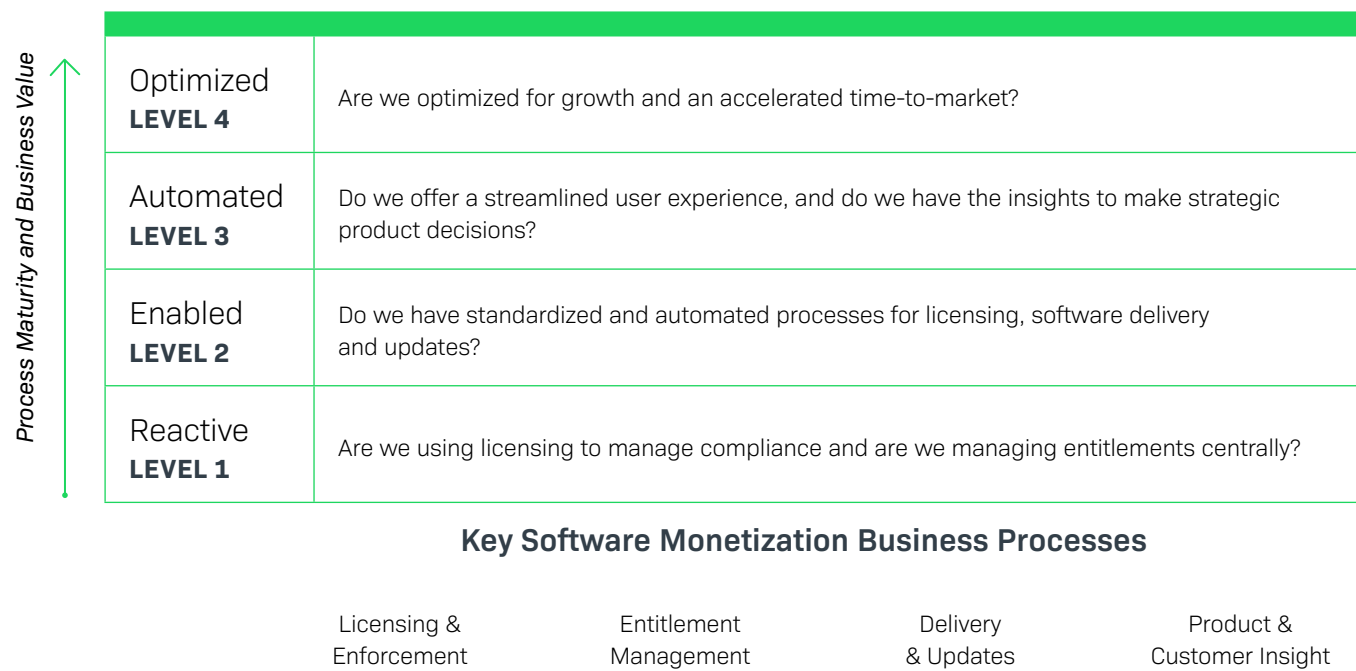 Process Maturity and Business Value
Optimized
LEVEL 4
Are we optimized for growth and an accelerated time-to-market?
Automated
LEVEL 3
Do we offer a streamlined user experience, and do we have the insights to make strategic
product decisions?
Enabled
LEVEL 2
Do we have standardized and automated processes for licensing, software delivery
and updates?
Reactive
LEVEL 1
Are we using licensing to manage compliance and are we managing entitlements centrally?
Key Software Monetization Business Processes
Licensing &
Enforcement
Entitlement
Management
Delivery
& Updates
Product &
Customer Insight